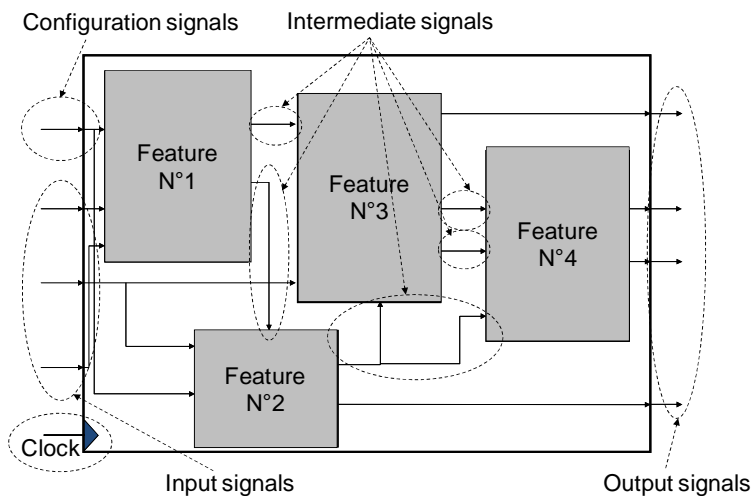 Configuration signals
Intermediate signals
Feature
N°1
Feature
N°3
Feature
N°4
Feature
N°2
Clock
Input signals
Output signals